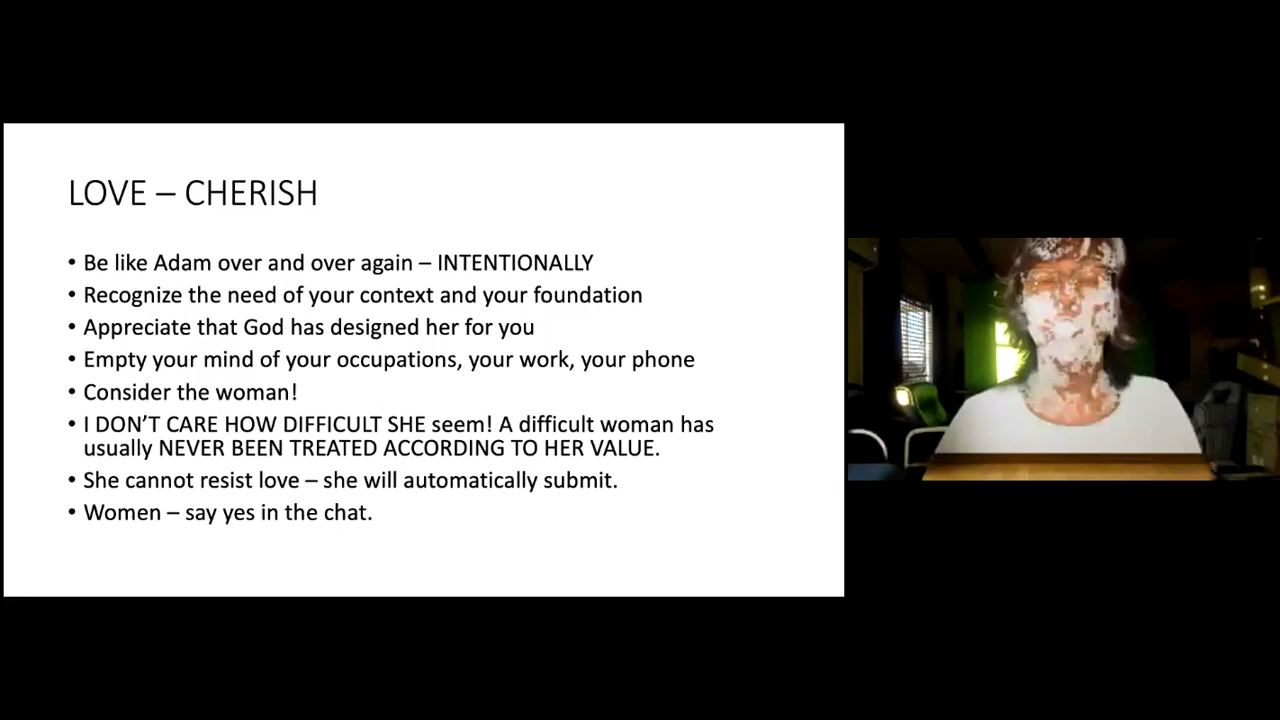 LOVE – CHERISH
• Be like Adam over and over again – INTENTIONALLY
• Recognize the need of your context and your foundation
• Appreciate that God has designed her for you
• Empty your mind of your occupations, your work, your phone
• Consider the woman!
• I DON’T CARE HOW DIFFICULT SHE seem! A difficult woman has
usually NEVER BEEN TREATED ACCORDING TO HER VALUE.
• She cannot resist love – she will automatically submit.
• Women – say yes in the chat.